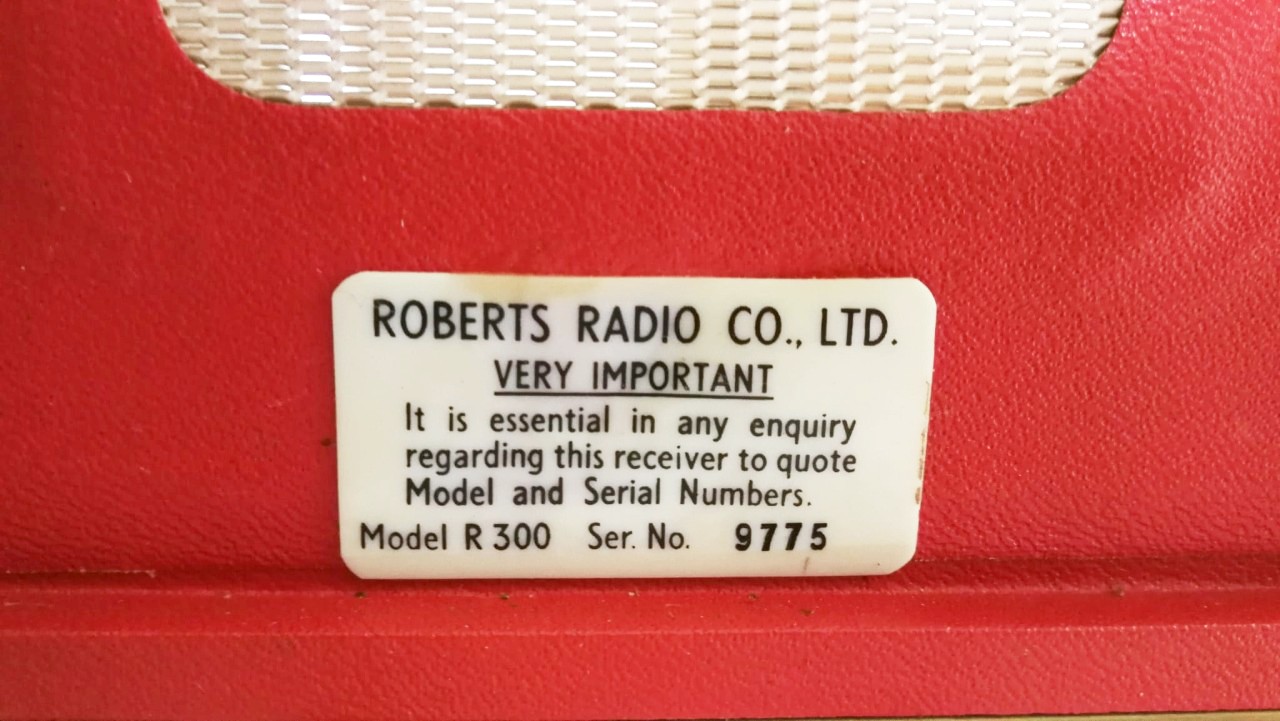 ROBERTS RADIO CO., LTD.
VERY IMPORTANT
It is essential in any enquiry
regarding this receiver to quote
Model and Serial Numbers.
Model R 300 Ser. No. 9775